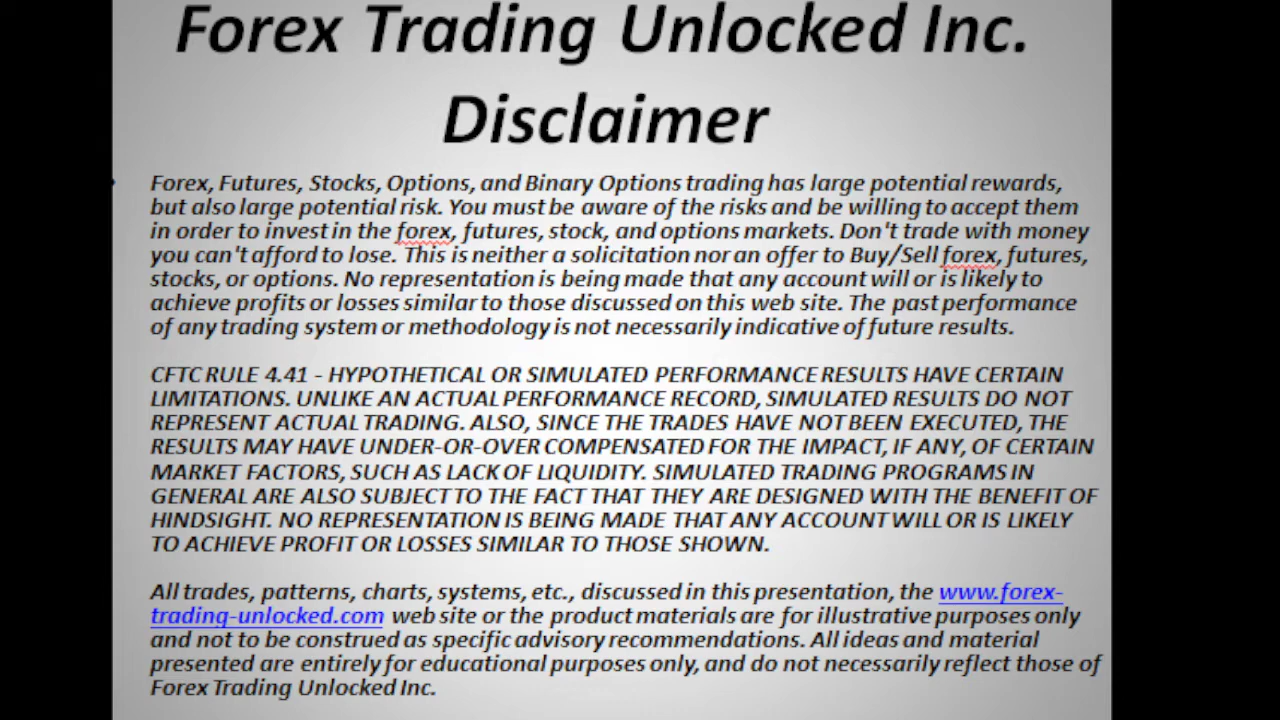 Forex Trading Unlocked Inc.
Disclaimer
Forex, Futures, Stocks, Options, and Binary Options trading has large potential rewards,
but also large potential risk. You must be aware of the risks and be willing to accept them
in order to invest in the forex, futures, stock, and options markets. Don't trade with money
you can't afford to lose. This is neither a solicitation nor an offer to Buy/Sell forex, futures,
stocks, or options. No representation is being made that any account will or is likely to
achieve profits or losses similar to those discussed on this web site. The past performance
of any trading system or methodology is not necessarily indicative of future results.
CFTC RULE 4.41 - HYPOTHETICAL OR SIMULATED PERFORMANCE RESULTS HAVE CERTAIN
LIMITATIONS. UNLIKE AN ACTUAL PERFORMANCE RECORD, SIMULATED RESULTS DO NOT
REPRESENT ACTUAL TRADING. ALSO, SINCE THE TRADES HAVE NOT BEEN EXECUTED, THE
RESULTS MAY HAVE UNDER-OR-OVER COMPENSATED FOR THE IMPACT, IF ANY, OF CERTAIN
MARKET FACTORS, SUCH AS LACK OF LIQUIDITY. SIMULATED TRADING PROGRAMS IN
GENERAL ARE ALSO SUBJECT TO THE FACT THAT THEY ARE DESIGNED WITH THE BENEFIT OF
HINDSIGHT. NO REPRESENTATION IS BEING MADE THAT ANY ACCOUNT WILL OR IS LIKELY
TO ACHIEVE PROFIT OR LOSSES SIMILAR TO THOSE SHOWN.
All trades, patterns, charts, systems, etc., discussed in this presentation, the www.forex-
trading-unlocked.com web site or the product materials are for illustrative purposes only
and not to be construed as specific advisory recommendations. All ideas and material
presented are entirely for educational purposes only, and do not necessarily reflect those of
Forex Trading Unlocked Inc.